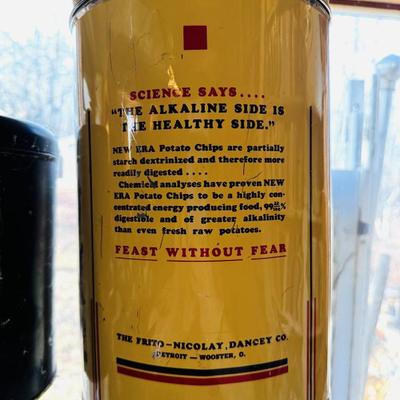 SCIENCE SAYS....
"THE ALKALINE SIDE IS
THE HEALTHY SIDE."
NEW ERA Potato Chips are partially
starch dextrinized and therefore more
readily digested ....
Chemical analyses have proven NEW
ERA Potato Chips to be a highly con-
centrated energy producing food, 99 %
digestible and of greater alkalinity
than even fresh raw potatoes.
FEAST WITHOUT FEAR
THE FRITO-NICOLAY, DANCEY CO.
DETROIT — WOOSTER, O.